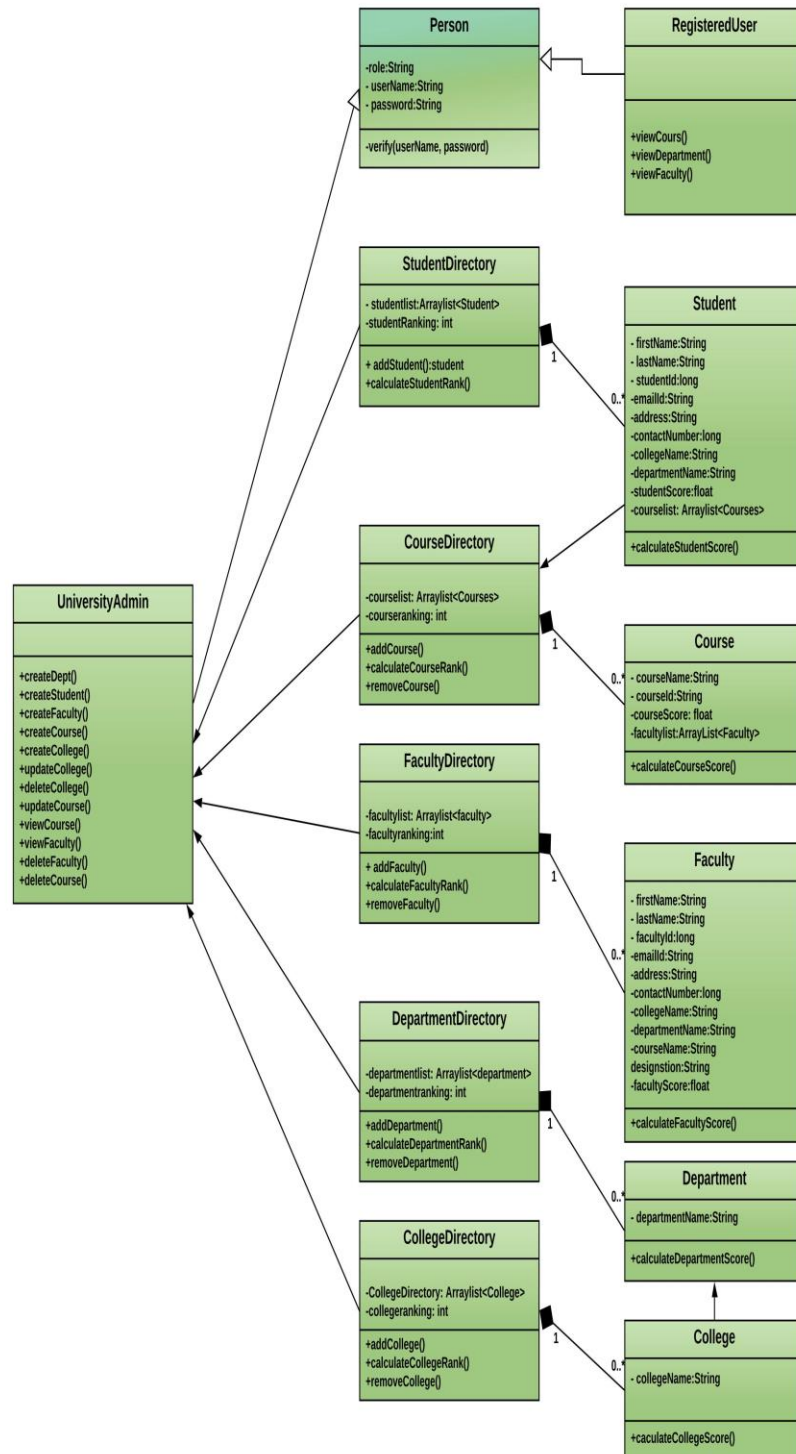 Person
-role:String
- userName:String
- password:String
-verify(userName, password)
RegisteredUser
+viewCours()
+viewDepartment()
+viewFaculty()
StudentDirectory
- studentlist:Arraylist<Student>
-studentRanking: int
+ addStudent():student
+calculateStudentRank()
1
0..*
Student
- firstName:String
- lastName:String
- studentId:long
-emailId:String
-address:String
-contactNumber:long
-collegeName:String
-departmentName:String
-studentScore:float
-courselist: Arraylist<Courses>
+calculateStudentScore()
CourseDirectory
-courselist: Arraylist<Courses>
-courseranking: int
+addCourse()
+calculateCourseRank()
+removeCourse()
1
0..*
Course
- courseName:String
- courseId:String
-courseScore: float
-facultylist:ArrayList<Faculty>
+calculateCourseScore()
UniversityAdmin
+createDept()
+createStudent()
+createFaculty()
+createCourse()
+createCollege()
+updateCollege()
+deleteCollege()
+updateCourse()
+viewCourse()
+viewFaculty()
+deleteFaculty()
+deleteCourse()
FacultyDirectory
-facultylist: Arraylist<faculty>
-facultyranking:int
+ addFaculty()
+calculateFacultyRank()
+removeFaculty()
1
0..*
Faculty
- firstName:String
- lastName:String
- facultyId:long
-emailId:String
-address:String
-contactNumber:long
-collegeName:String
-departmentName:String
-courseName:String
designstion:String
-facultyScore:float
+calculateFacultyScore()
DepartmentDirectory
-departmentlist: Arraylist<department>
-departmentranking: int
+addDepartment()
+calculateDepartmentRank()
+removeDepartment()
1
0..*
Department
- departmentName:String
+calculateDepartmentScore()
CollegeDirectory
-CollegeDirectory: Arraylist<College>
-collegeranking: int
+addCollege()
+calculateCollegeRank()
+removeCollege()
1
0..*
College
- collegeName:String
+caculateCollegeScore()